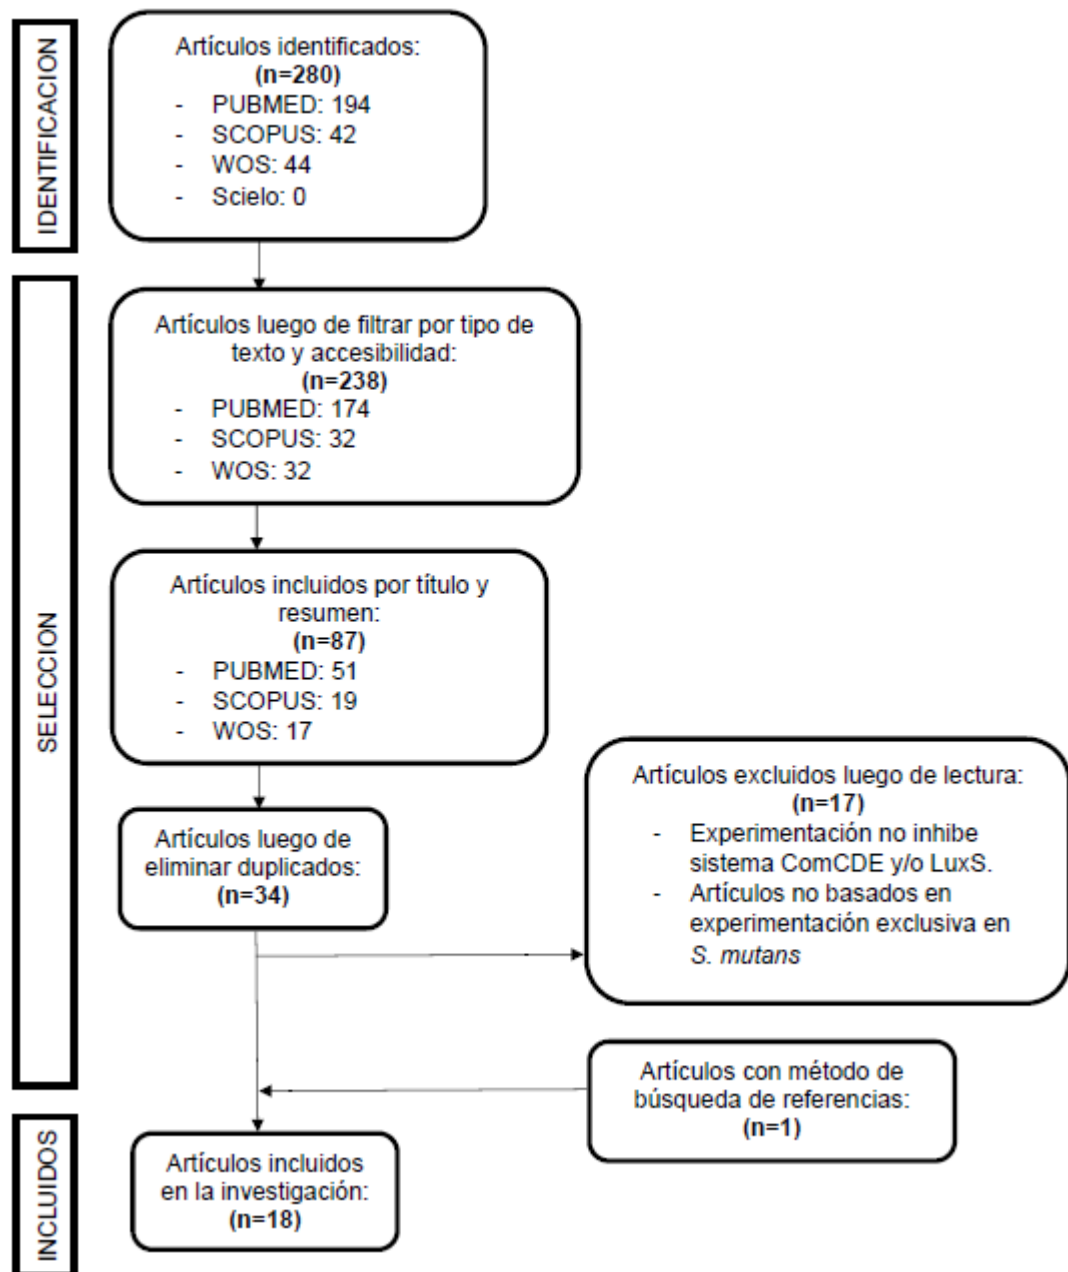 IDENTIFICACION
Artículos identificados:
(n=280)
- PUBMED: 194
- SCOPUS: 42
- WOS: 44
- Scielo: 0
SELECCION
Artículos luego de filtrar por tipo de
texto y accesibilidad:
(n=238)
- PUBMED: 174
- SCOPUS: 32
- WOS: 32
Artículos incluidos por título y
resumen:
(n=87)
- PUBMED: 51
- SCOPUS: 19
- WOS: 17
Artículos luego de
eliminar duplicados:
(n=34)
Artículos excluidos luego de lectura:
(n=17)
- Experimentación no inhibe
sistema ComCDE y/o LuxS.
- Artículos no basados en
experimentación exclusiva en
S. mutans
Artículos con método de
búsqueda de referencias:
(n=1)
INCLUIDOS
Artículos incluidos
en la investigación:
(n=18)